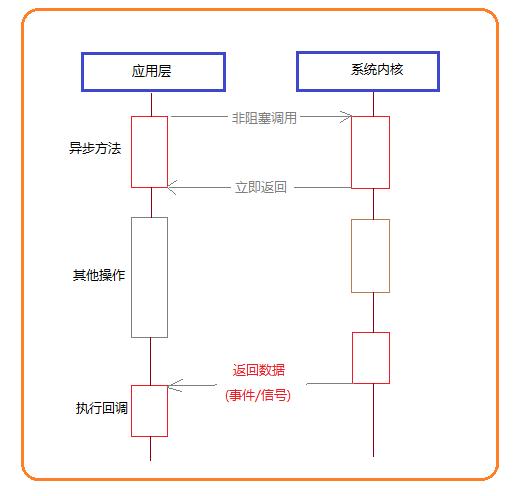 应用层
系统内核
非阻塞调用
异步方法
立即返回
其他操作
返回数据
(事件/信号)
执行回调